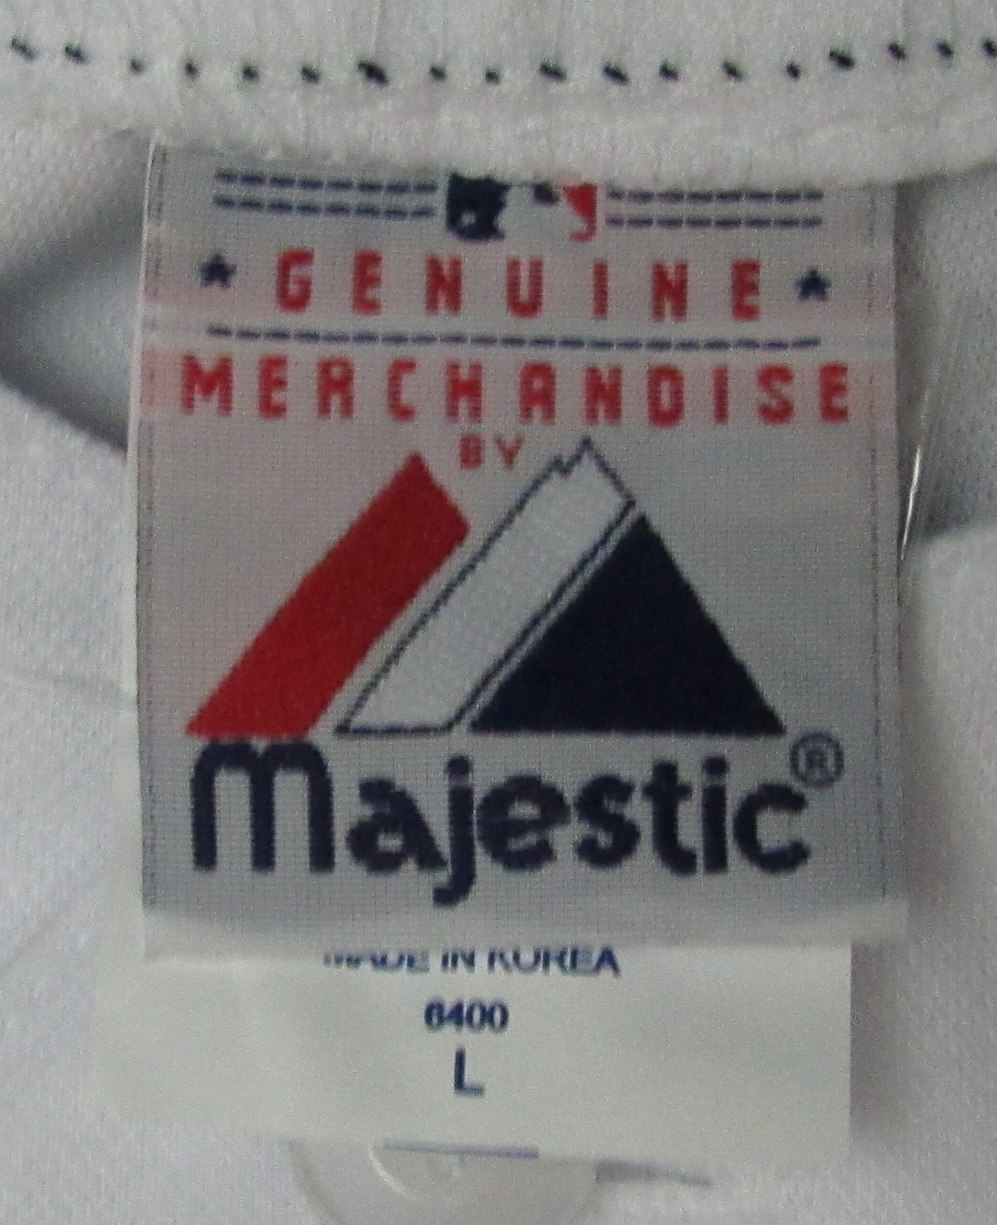 ★ GENUINE ★
MERCHANDISE
BY
Majestic®
MADE IN KOREA
6400
L